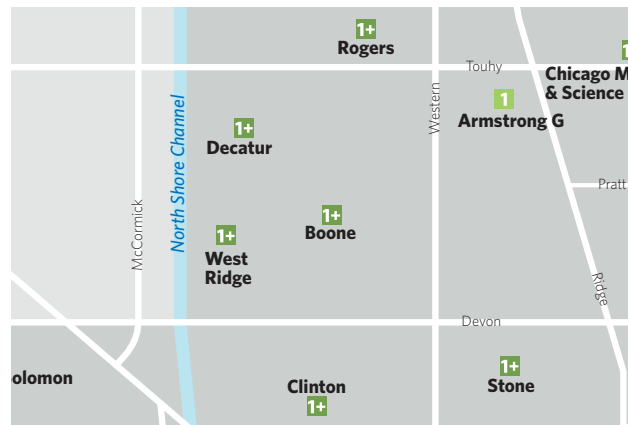 1+
Rogers
Touhy
1
Chicago M
& Science
1
Armstrong G
Western
North Shore Channel
1+
Decatur
Pratt
McCormick
1+
Boone
1+
West
Ridge
Ridge
Devon
olomon
Clinton
1+
1+
Stone